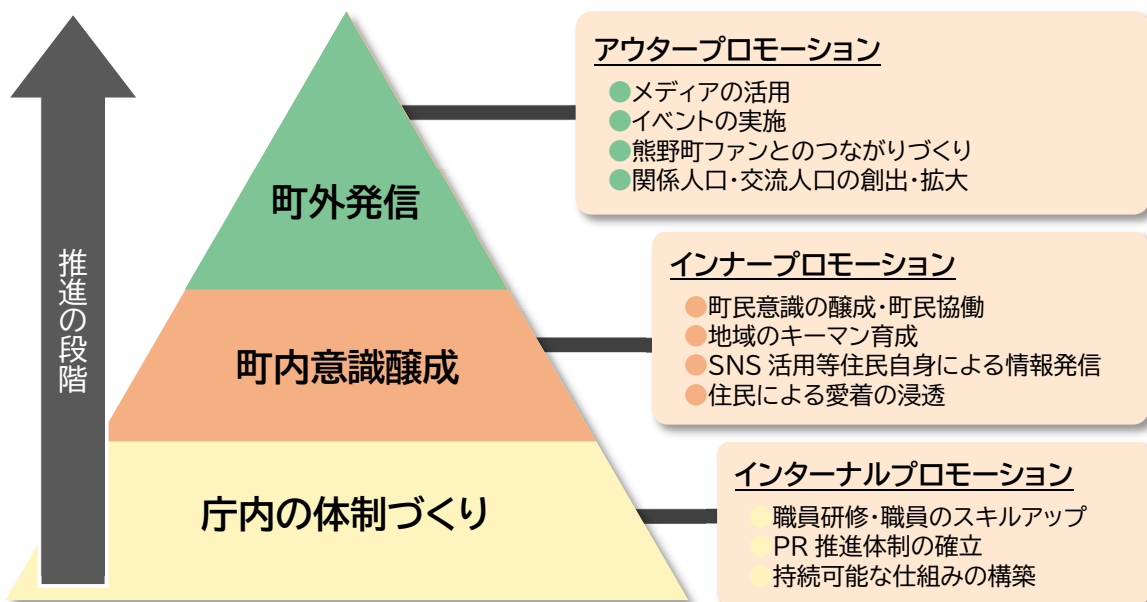 推進の段階
町外発信
町内意識醸成
庁内の体制づくり
アウタープロモーション
●メディアの活用
●イベントの実施
●熊野町ファンとのつながりづくり
●関係人口・交流人口の創出・拡大
インナープロモーション
●町民意識の醸成・町民協働
●地域のキーマン育成
●SNS 活用等住民自身による情報発信
●住民による愛着の浸透
インターナルプロモーション
●職員研修・職員のスキルアップ
●PR 推進体制の確立
●持続可能な仕組みの構築